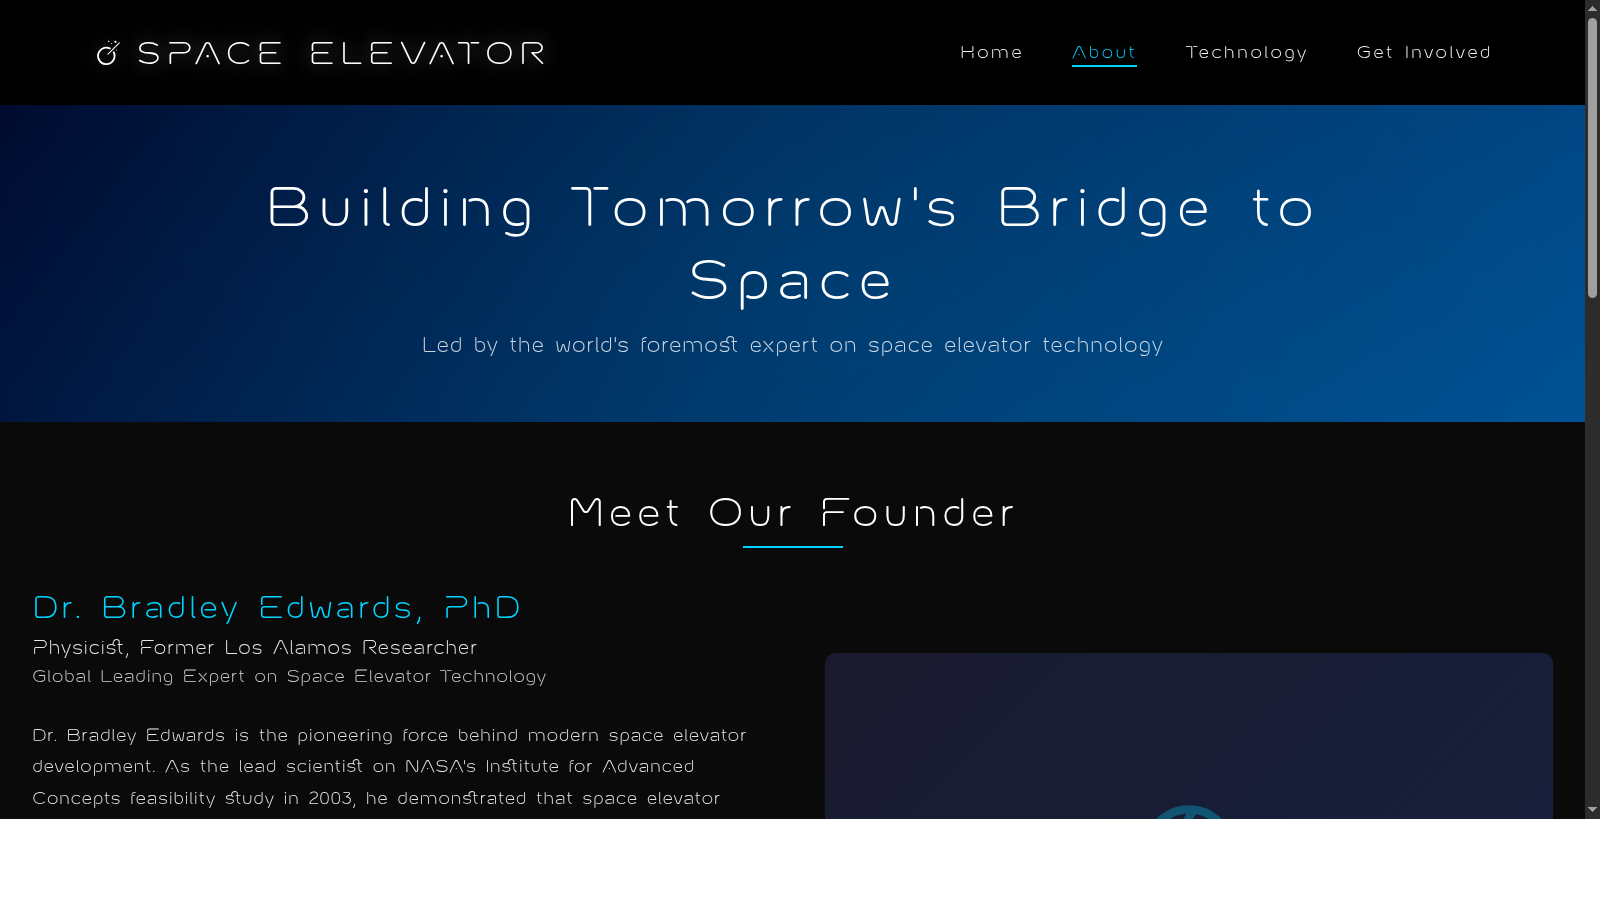 SPACE ELEVATOR
Home About Technology Get Involved
Building Tomorrow's Bridge to
Space
Led by the world's foremost expert on space elevator technology
Meet Our Founder
Dr. Bradley Edwards, PhD
Physicist, Former Los Alamos Researcher
Global Leading Expert on Space Elevator Technology
Dr. Bradley Edwards is the pioneering force behind modern space elevator
development. As the lead scientist on NASA's Institute for Advanced
Concepts feasibility study in 2003, he demonstrated that space elevator